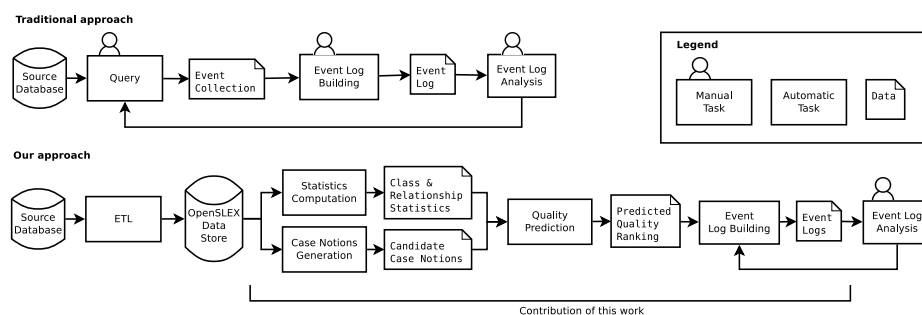 Traditional approach
Source
Database
Query
Event
Collection
Event Log
Building
Event
Log
Event Log
Analysis
Legend
Manual
Task
Automatic
Task
Data
Our approach
Source
Database
ETL
OpenSLEX
Data
Store
Statistics
Computation
Class &
Relationship
Statistics
Case Notions
Generation
Candidate
Case Notions
Quality
Prediction
Predicted
Quality
Ranking
Event
Log Building
Event
Logs
Event Log
Analysis
Contribution of this work